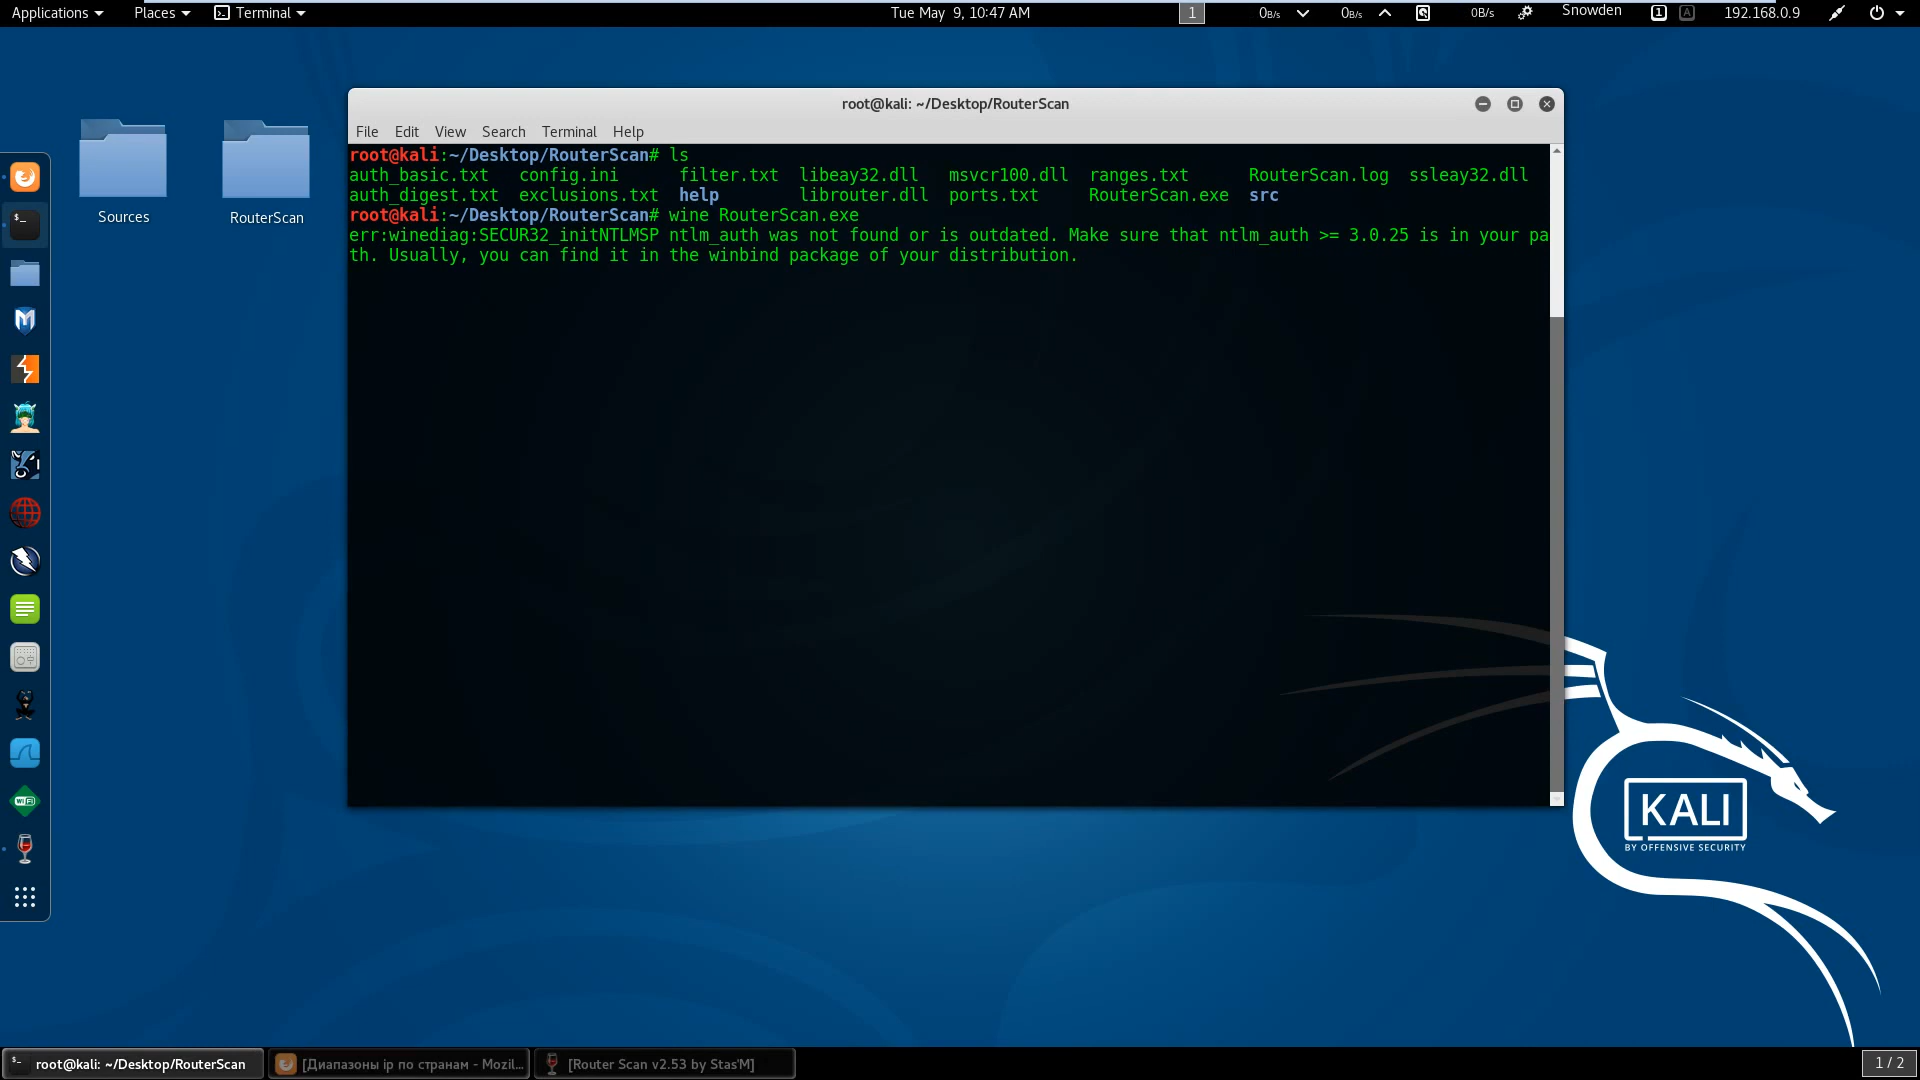 Applications Places Terminal Tue May 9, 10:47 AM 1 0B/s 0B/s 0B/s Snowden 1 A 192.168.0.9
root@kali: ~/Desktop/RouterScan
File Edit View Search Terminal Help
root@kali:~/Desktop/RouterScan# ls
auth_basic.txt config.ini filter.txt libeay32.dll msvcr100.dll ranges.txt RouterScan.log ssleay32.dll
auth_digest.txt exclusions.txt help librouter.dll ports.txt RouterScan.exe src
root@kali:~/Desktop/RouterScan# wine RouterScan.exe
err:winediag:SECUR32_initNTLMSP ntlm_auth was not found or is outdated. Make sure that ntlm_auth >= 3.0.25 is in your pa
th. Usually, you can find it in the winbind package of your distribution.
Sources RouterScan
WiFi
KALI
BY OFFENSIVE SECURITY
root@kali: ~/Desktop/RouterScan [Диапазоны ip по странам - Mozil... [Router Scan v2.53 by Stas'M] 1 / 2